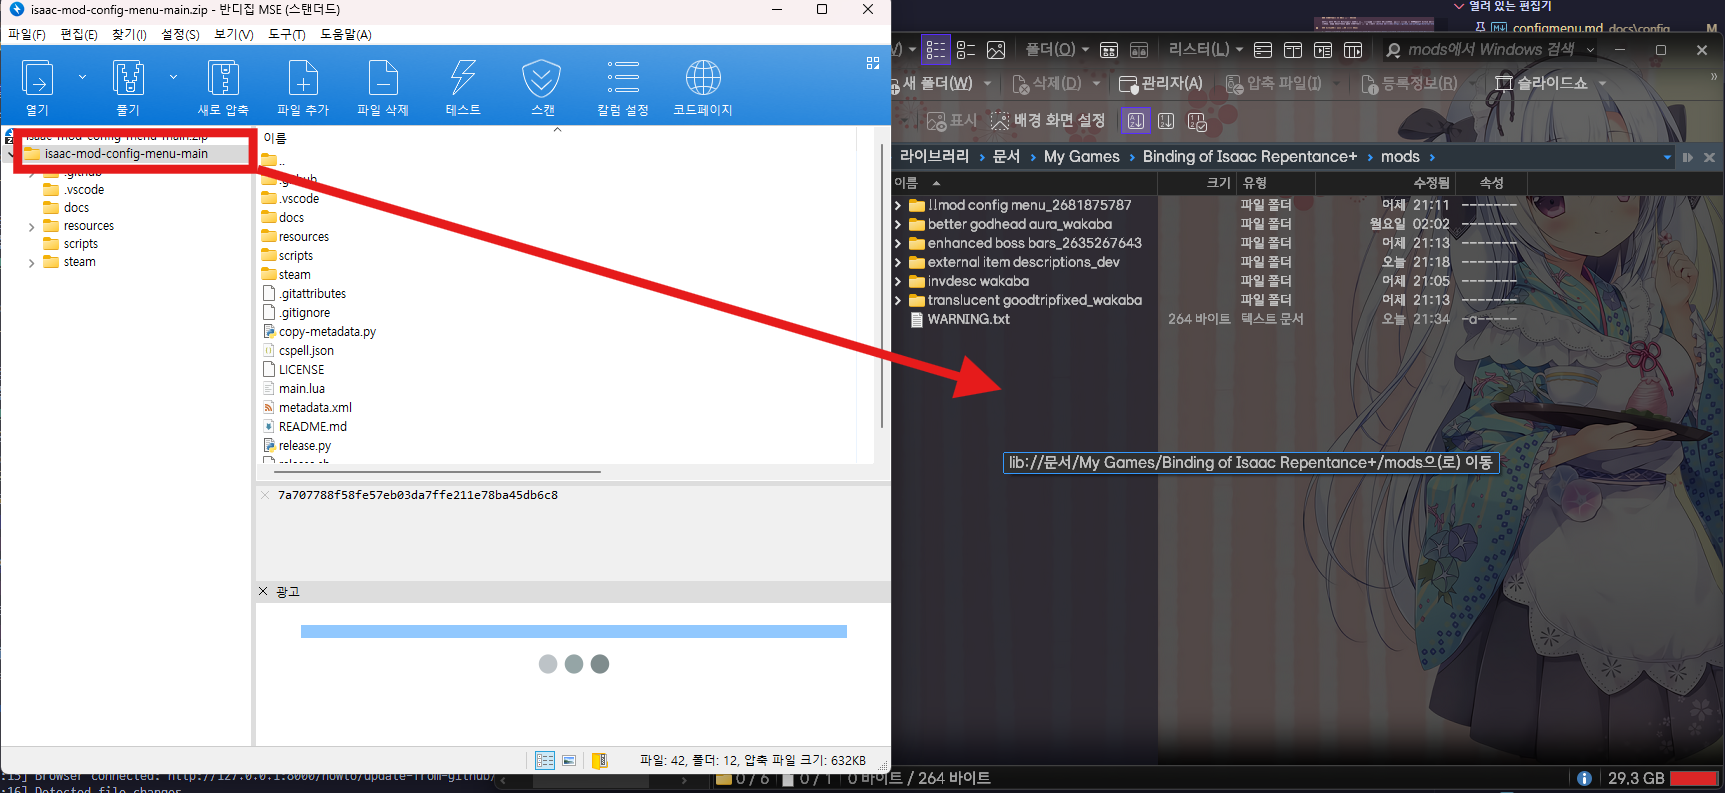 isaac-mod-config-menu-main.zip - 반디집 MSE (스탠더드)
파일(F) 편집(E) 찾기(I) 설정(S) 보기(V) 도구(T) 도움말(A)
열기 풀기 새로 압축 파일 추가 파일 삭제 테스트 스캔 칼럼 설정 코드페이지
isaac-mod-config-menu-main.zip
isaac-mod-config-menu-main
.github
.vscode
docs
resources
scripts
steam
이름
..
.github
.vscode
docs
resources
scripts
steam
.gitattributes
.gitignore
copy-metadata.py
cspell.json
LICENSE
main.lua
metadata.xml
README.md
release.py
release.sh
7a707788f58fe57eb03da7ffe211e78ba45db6c8
광고
파일: 42, 폴더: 12, 압축 파일 크기: 632KB
:15] Browser connected: http://127.0.0.1:8000/howto/update-from-github/
:16] Detected file changes
열려 있는 편집기
configmenu.md docs\config M
폴더(O) 리스터(L) mods에서 Windows 검색
새 폴더(W) 삭제(D) 관리자(A) 압축 파일(I) 등록정보(R) 슬라이드쇼
표시 배경 화면 설정
라이브러리 문서 My Games Binding of Isaac Repentance+ mods
이름 크기 유형 수정됨 속성
!!mod config menu_2681875787 파일 폴더 어제 21:11 -------
better godhead aura_wakaba 파일 폴더 월요일 02:02 -------
enhanced boss bars_2635267643 파일 폴더 어제 21:13 -------
external item descriptions_dev 파일 폴더 오늘 21:18 -------
invdesc wakaba 파일 폴더 어제 21:05 -------
translucent goodtripfixed_wakaba 파일 폴더 어제 21:13 -------
WARNING.txt 264 바이트 텍스트 문서 오늘 21:34 -a-----
lib://문서/My Games/Binding of Isaac Repentance+/mods으(로) 이동
0 / 6 0 / 1 0 바이트 / 264 바이트 29.3 GB